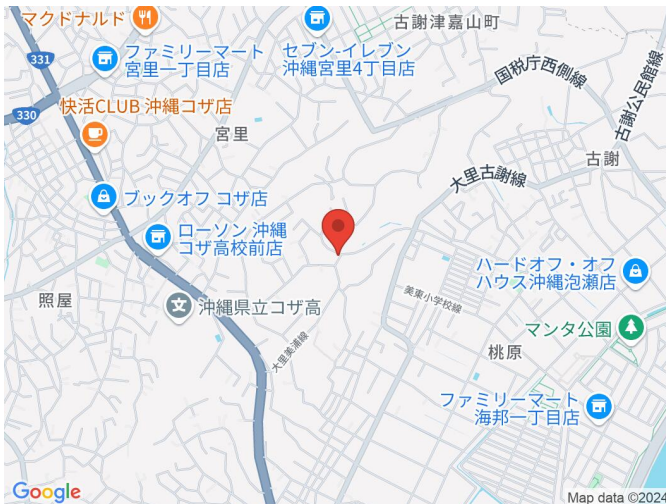 マクドナルド
古謝津嘉山町
331
ファミリーマート
宮里一丁目店
セブン-イレブン
沖縄宮里4丁目店
国税庁西側線
古謝公民館線
330
快活CLUB 沖縄コザ店
宮里
古謝
大里古謝線
ブックオフ コザ店
ローソン 沖縄
コザ高校前店
ハードオフ・オフ
ハウス沖縄泡瀬店
照屋
文
沖縄県立コザ高
美東小学校線
マンタ公園
大里美浦線
桃原
ファミリーマート
海邦一丁目店
Google
Map data ©2024